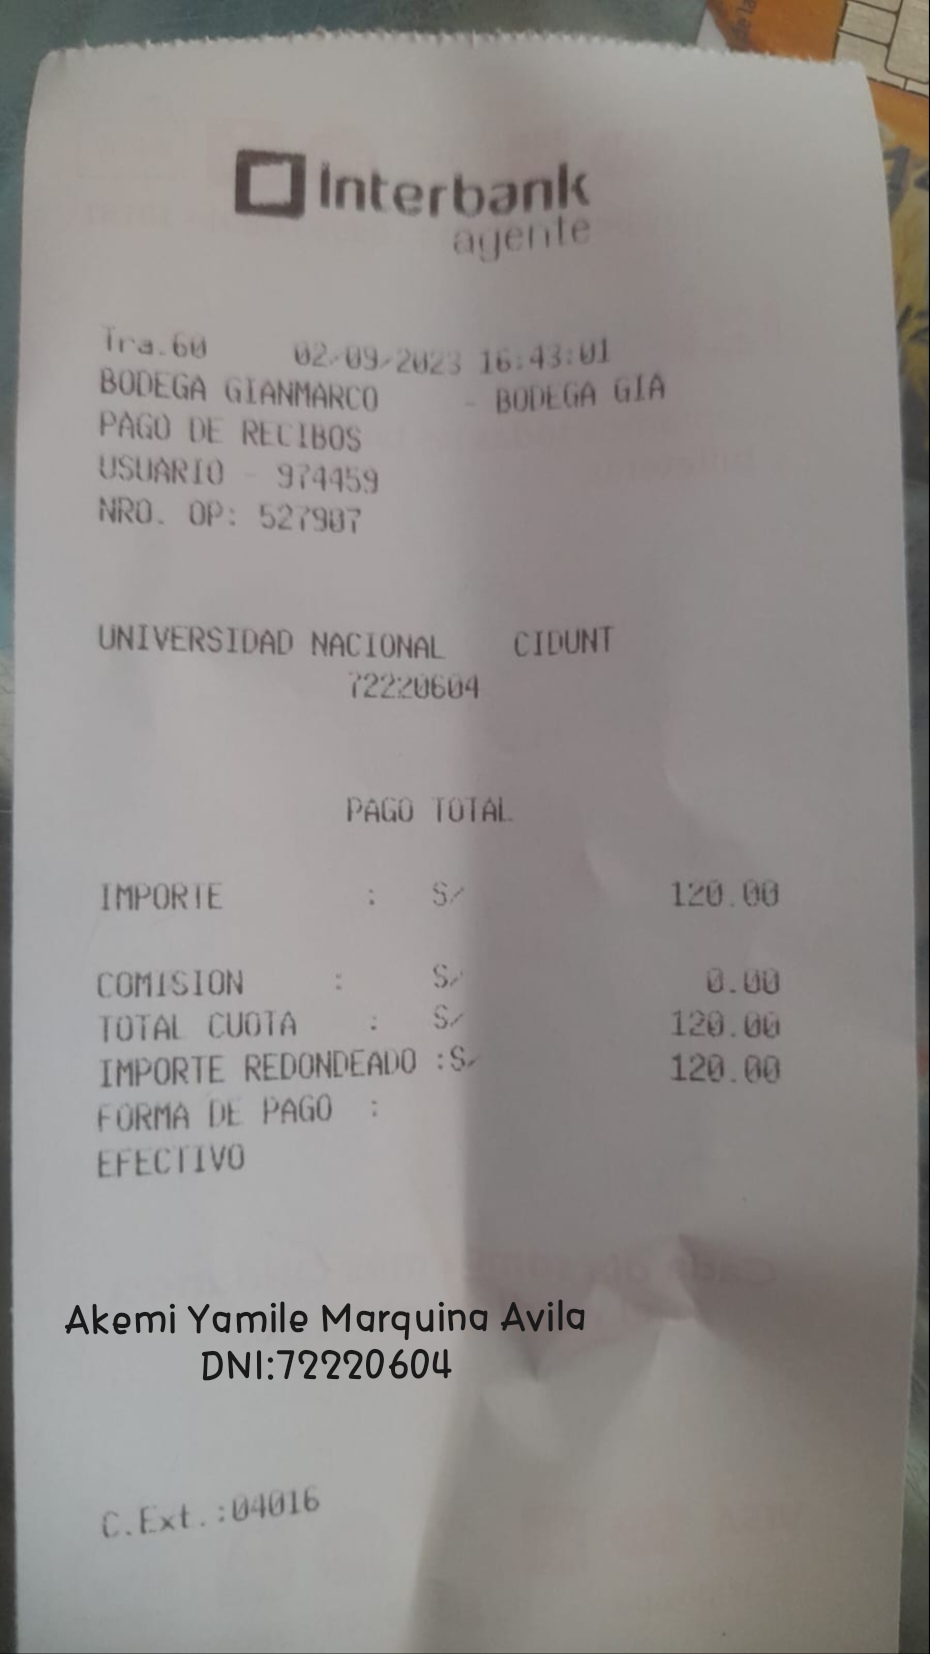 Interbank
agente
Tra.60 02/09/2023 16:43:01
BODEGA GIANMARCO - BODEGA GIA
PAGO DE RECIBOS
USUARIO - 974459
NRO. OP: 527907
UNIVERSIDAD NACIONAL CIDUNT
72220604
PAGO TOTAL
IMPORTE : S/ 120.00
COMISION : S/ 0.00
TOTAL CUOTA : S/ 120.00
IMPORTE REDONDEADO :S/ 120.00
FORMA DE PAGO :
EFECTIVO
Akemi Yamile Marquina Avila
DNI:72220604
C.Ext.:04016